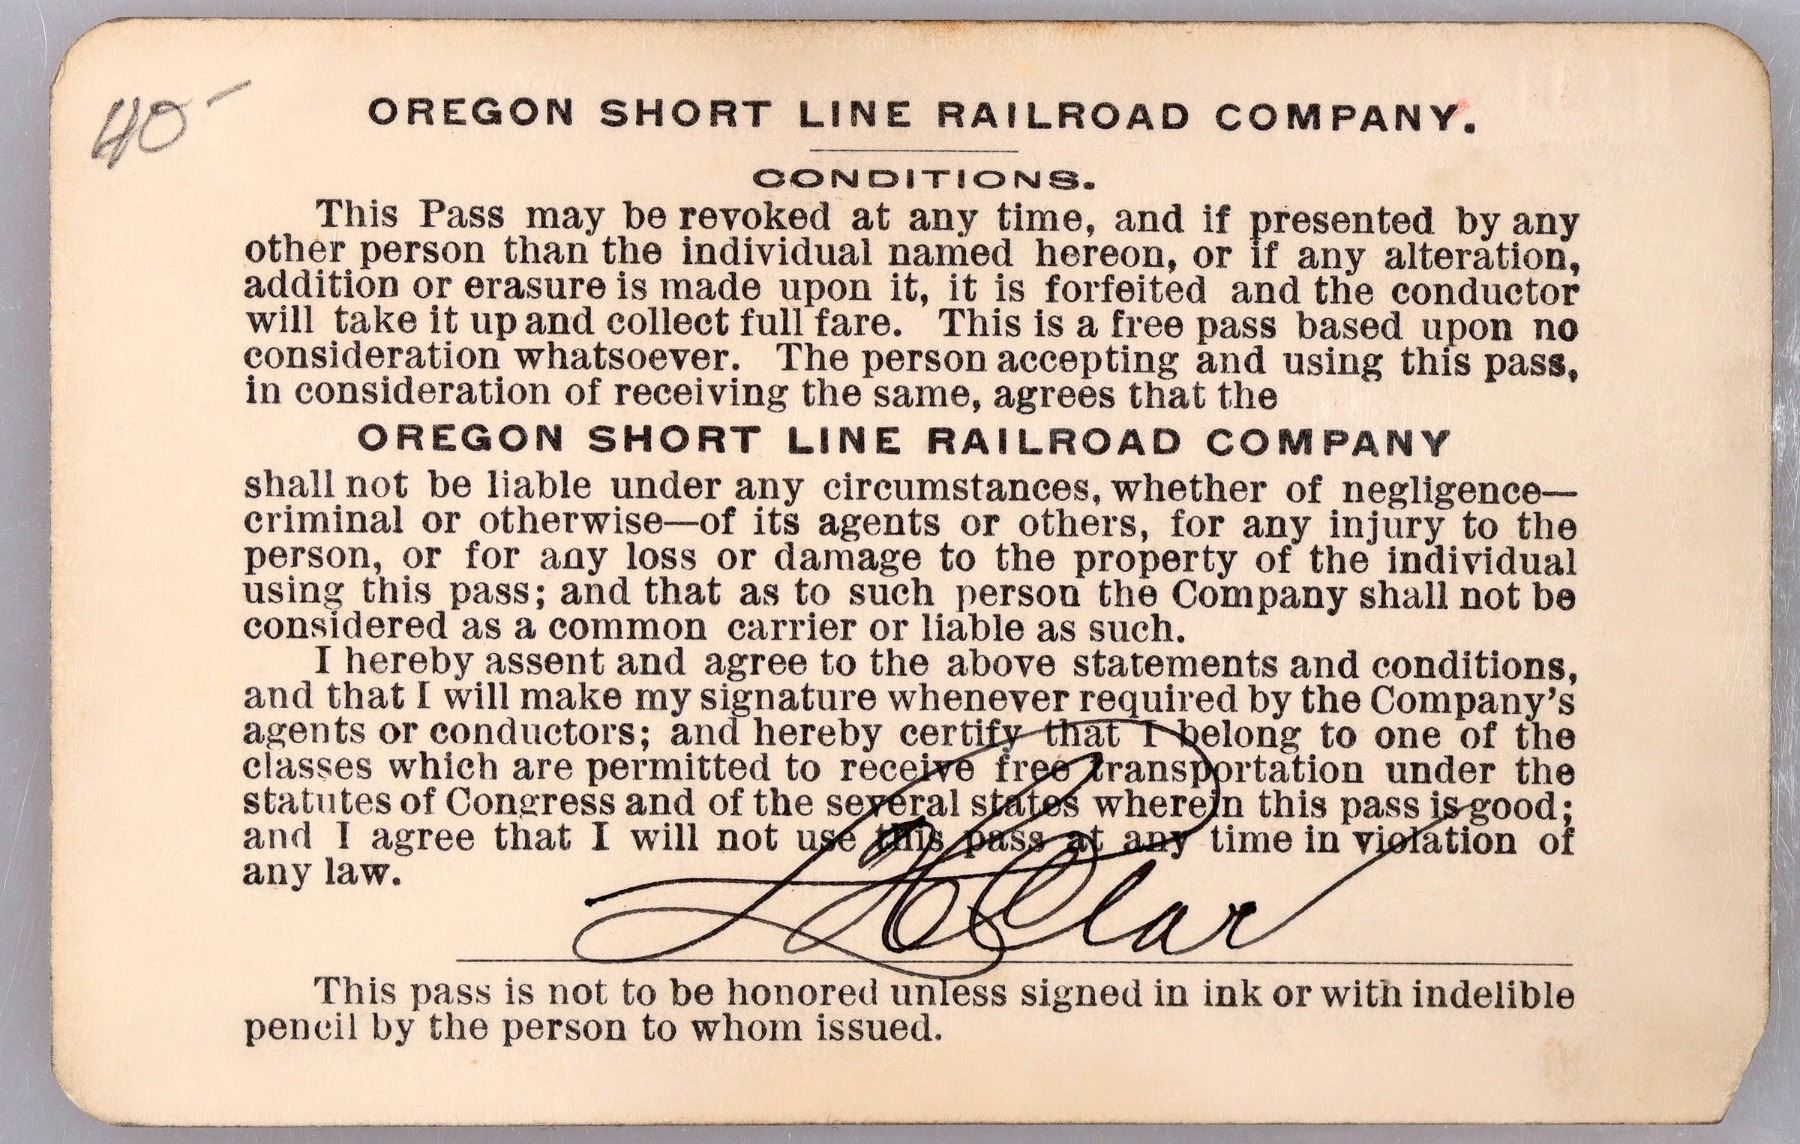 40-
OREGON SHORT LINE RAILROAD COMPANY.
CONDITIONS.
This Pass may be revoked at any time, and if presented by any
other person than the individual named hereon, or if any alteration,
addition or erasure is made upon it, it is forfeited and the conductor
will take it up and collect full fare. This is a free pass based upon no
consideration whatsoever. The person accepting and using this pass,
in consideration of receiving the same, agrees that the
OREGON SHORT LINE RAILROAD COMPANY
shall not be liable under any circumstances, whether of negligence—
criminal or otherwise—of its agents or others, for any injury to the
person, or for any loss or damage to the property of the individual
using this pass; and that as to such person the Company shall not be
considered as a common carrier or liable as such.
I hereby assent and agree to the above statements and conditions,
and that I will make my signature whenever required by the Company's
agents or conductors; and hereby certify that I belong to one of the
classes which are permitted to receive free transportation under the
statutes of Congress and of the several states wherein this pass is good;
and I agree that I will not use this pass at any time in violation of
any law.
This pass is not to be honored unless signed in ink or with indelible
pencil by the person to whom issued.